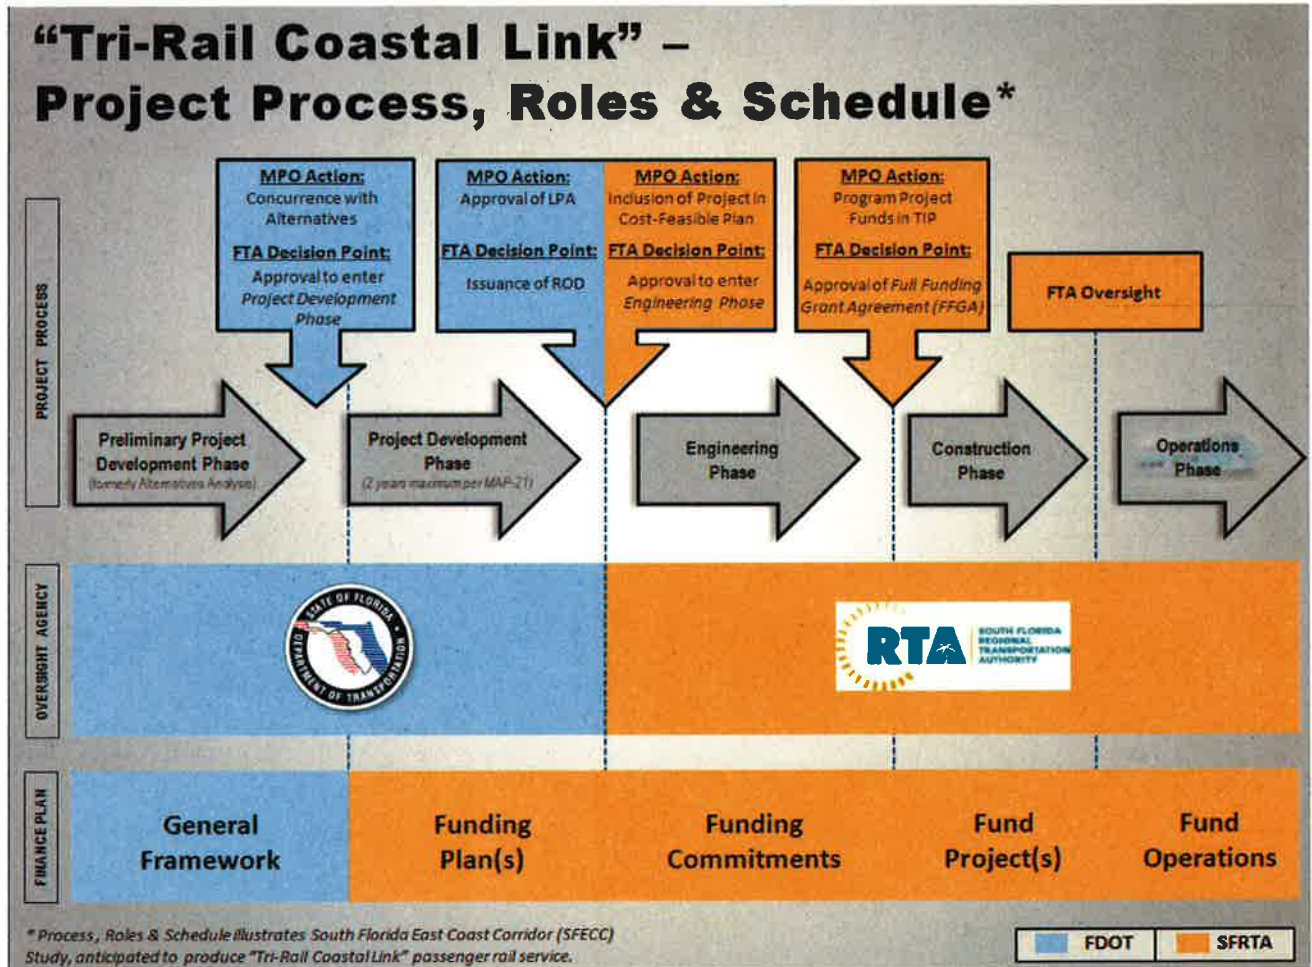 “Tri-Rail Coastal Link” –
Project Process, Roles & Schedule*
PROJECT PROCESS
MPO Action:
Concurrence with
Alternatives
FTA Decision Point:
Approval to enter
Project Development
Phase
MPO Action:
Approval of LPA
FTA Decision Point:
Issuance of ROD
MPO Action:
Inclusion of Project in
Cost-Feasible Plan
FTA Decision Point:
Approval to enter
Engineering Phase
MPO Action:
Program Project
Funds in TIP
FTA Decision Point:
Approval of Full Funding
Grant Agreement (FFGA)
FTA Oversight
Preliminary Project
Development Phase
(formerly Alternatives Analysis)
Project Development
Phase
(2 years maximum per MAP-21)
Engineering
Phase
Construction
Phase
Operations
Phase
OVERSIGHT AGENCY
STATE OF FLORIDA
DEPARTMENT OF TRANSPORTATION
RTA
SOUTH FLORIDA
REGIONAL
TRANSPORTATION
AUTHORITY
FINANCE PLAN
General
Framework
Funding
Plan(s)
Funding
Commitments
Fund
Project(s)
Fund
Operations
* Process, Roles & Schedule illustrates South Florida East Coast Corridor (SFECC)
Study, anticipated to produce "Tri-Rail Coastal Link" passenger rail service.
FDOT
SFRTA